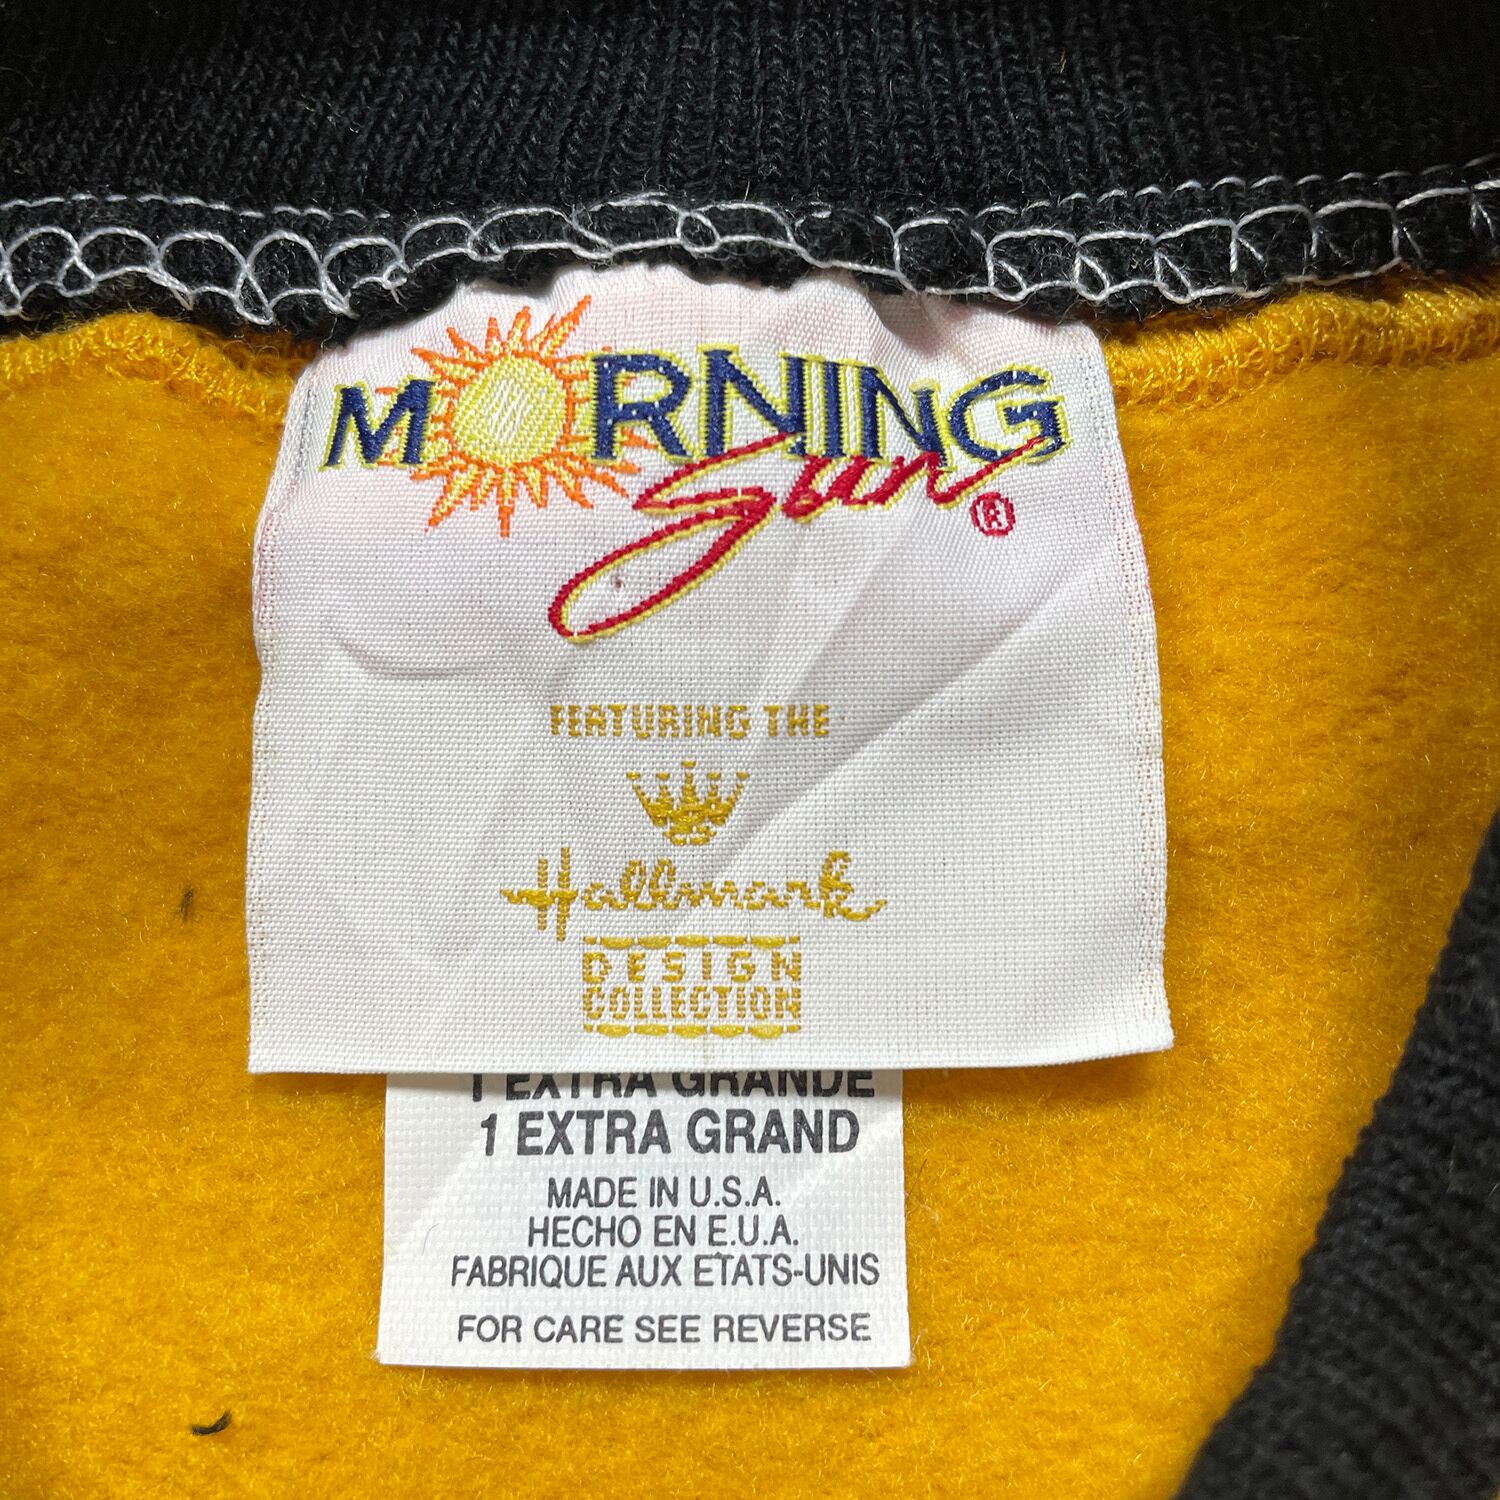 MORNING
Sun®
FEATURING THE
Hallmark
DESIGN
COLLECTION
1 EXTRA GRANDE
1 EXTRA GRAND
MADE IN U.S.A.
HECHO EN E.U.A.
FABRIQUE AUX ETATS-UNIS
FOR CARE SEE REVERSE